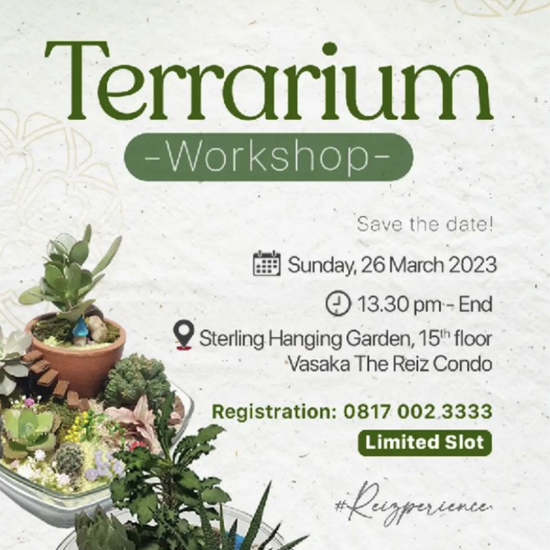 Terrarium
-Workshop-
Save the date!
Sunday, 26 March 2023
13.30 pm - End
Sterling Hanging Garden, 15th floor
Vasaka The Reiz Condo
Registration: 0817 002 3333
Limited Slot
#Reizperience